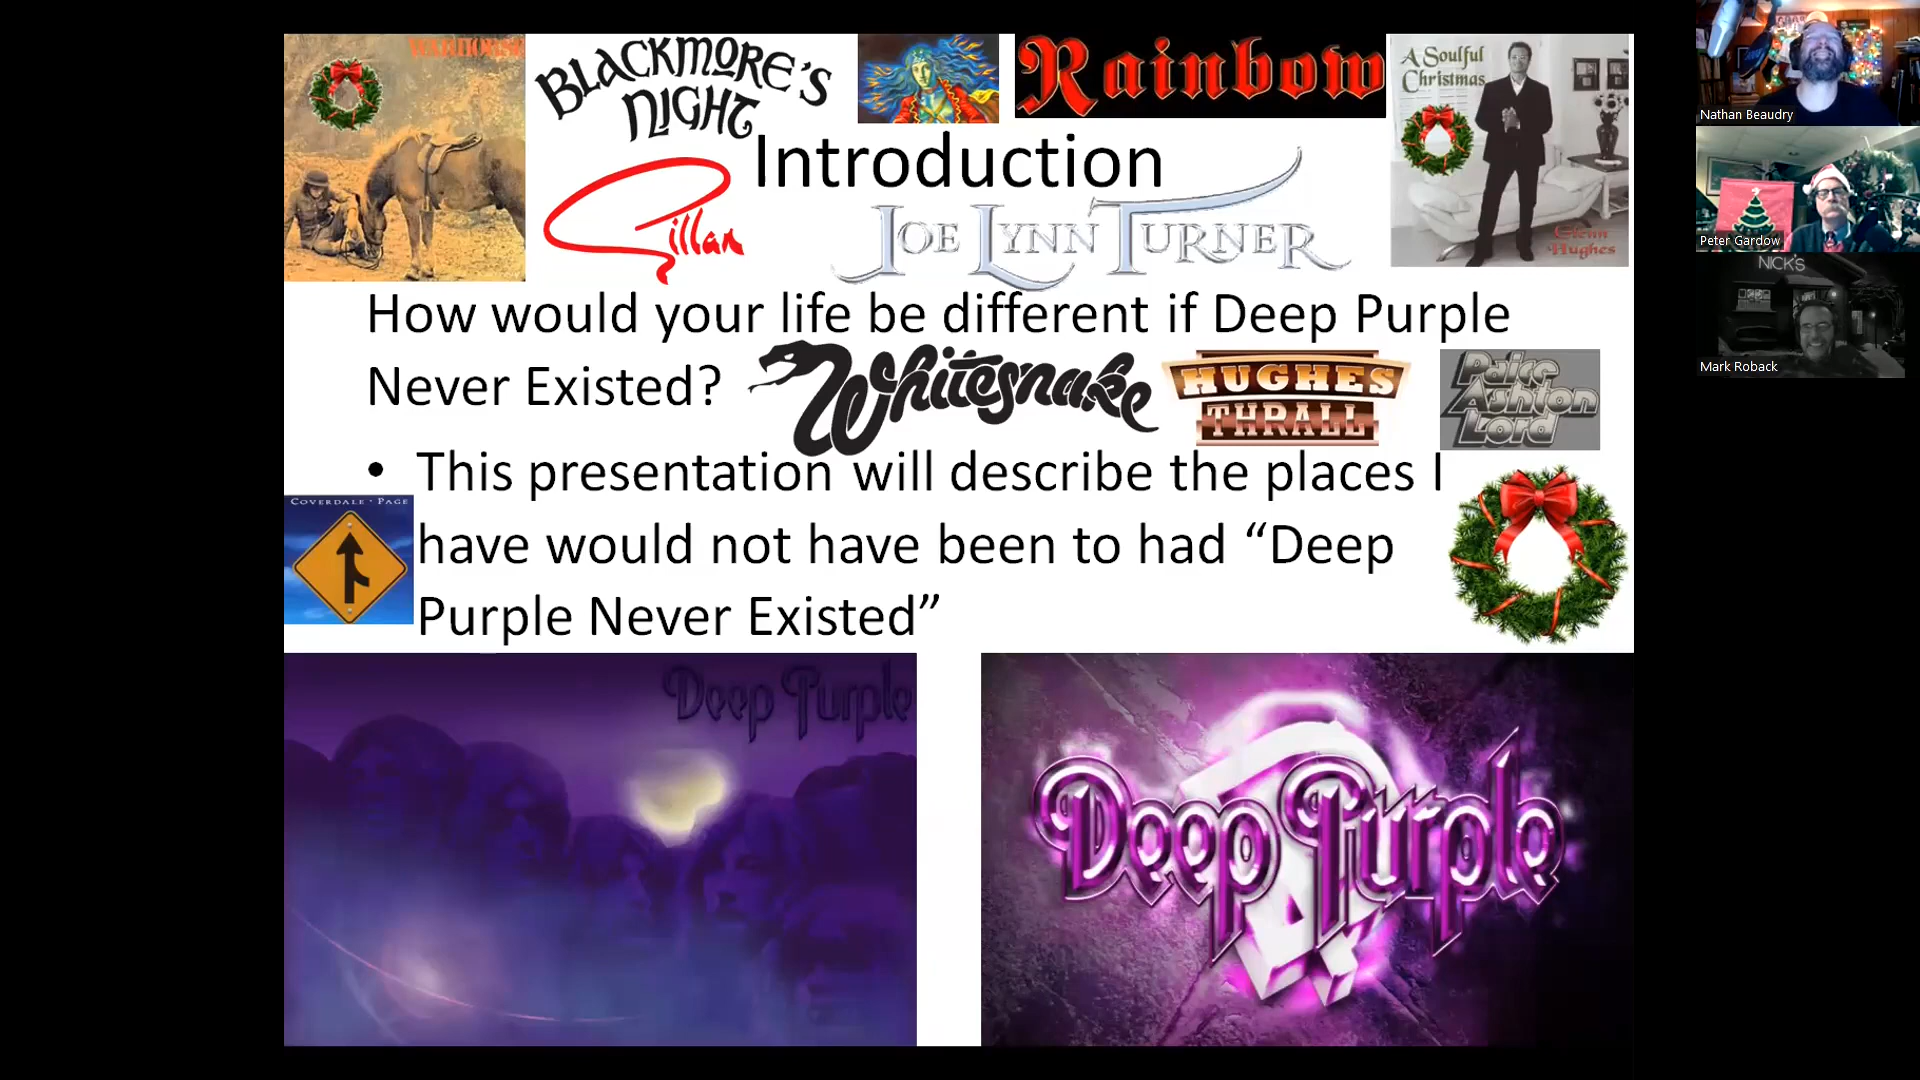 WARHORSE
BLACKMORE'S
NIGHT
Rainbow
A Soulful
Christmas
Glenn
Hughes
Introduction
Gillan
JOE LYNN TURNER
How would your life be different if Deep Purple
Never Existed?
Whitesnake
HUGHES
THRALL
Paice
Ashton
Lord
• This presentation will describe the places I
have would not have been to had “Deep
Purple Never Existed”
COVERDALE • PAGE
Deep Purple
Deep Purple
Nathan Beaudry
Peter Gardow
NICK'S
Mark Roback